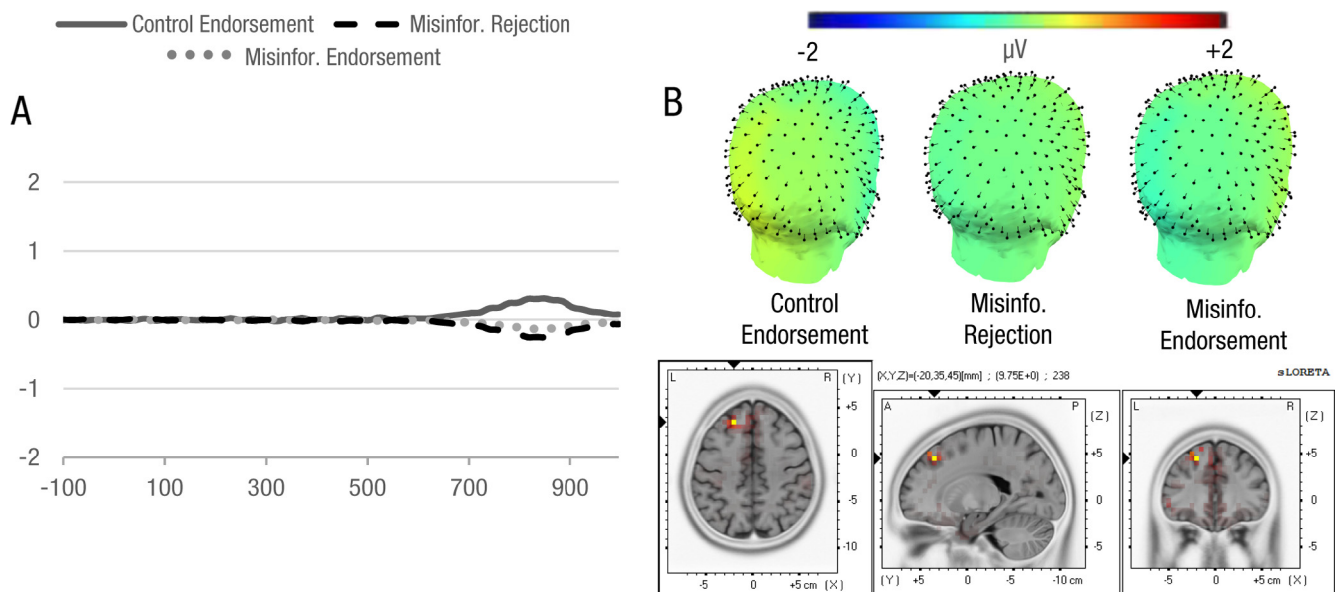 Control Endorsement Misinfor. Rejection
Misinfor. Endorsement
A
2
1
0
-1
-2
-100 100 300 500 700 900
-2 µV +2
B
Control
Endorsement
Misinfo.
Rejection
Misinfo.
Endorsement
L R (Y)
+5
0
-5
-10
-5 0 +5 cm (X)
(X,Y,Z)=(-20,35,45)[mm] ; (9.75E+0) ; 238
sLORETA
A P (Z)
+5
0
-5
(Y) +5 0 -5 -10 cm
L R (Z)
+5
0
-5
-5 0 +5 cm (X)